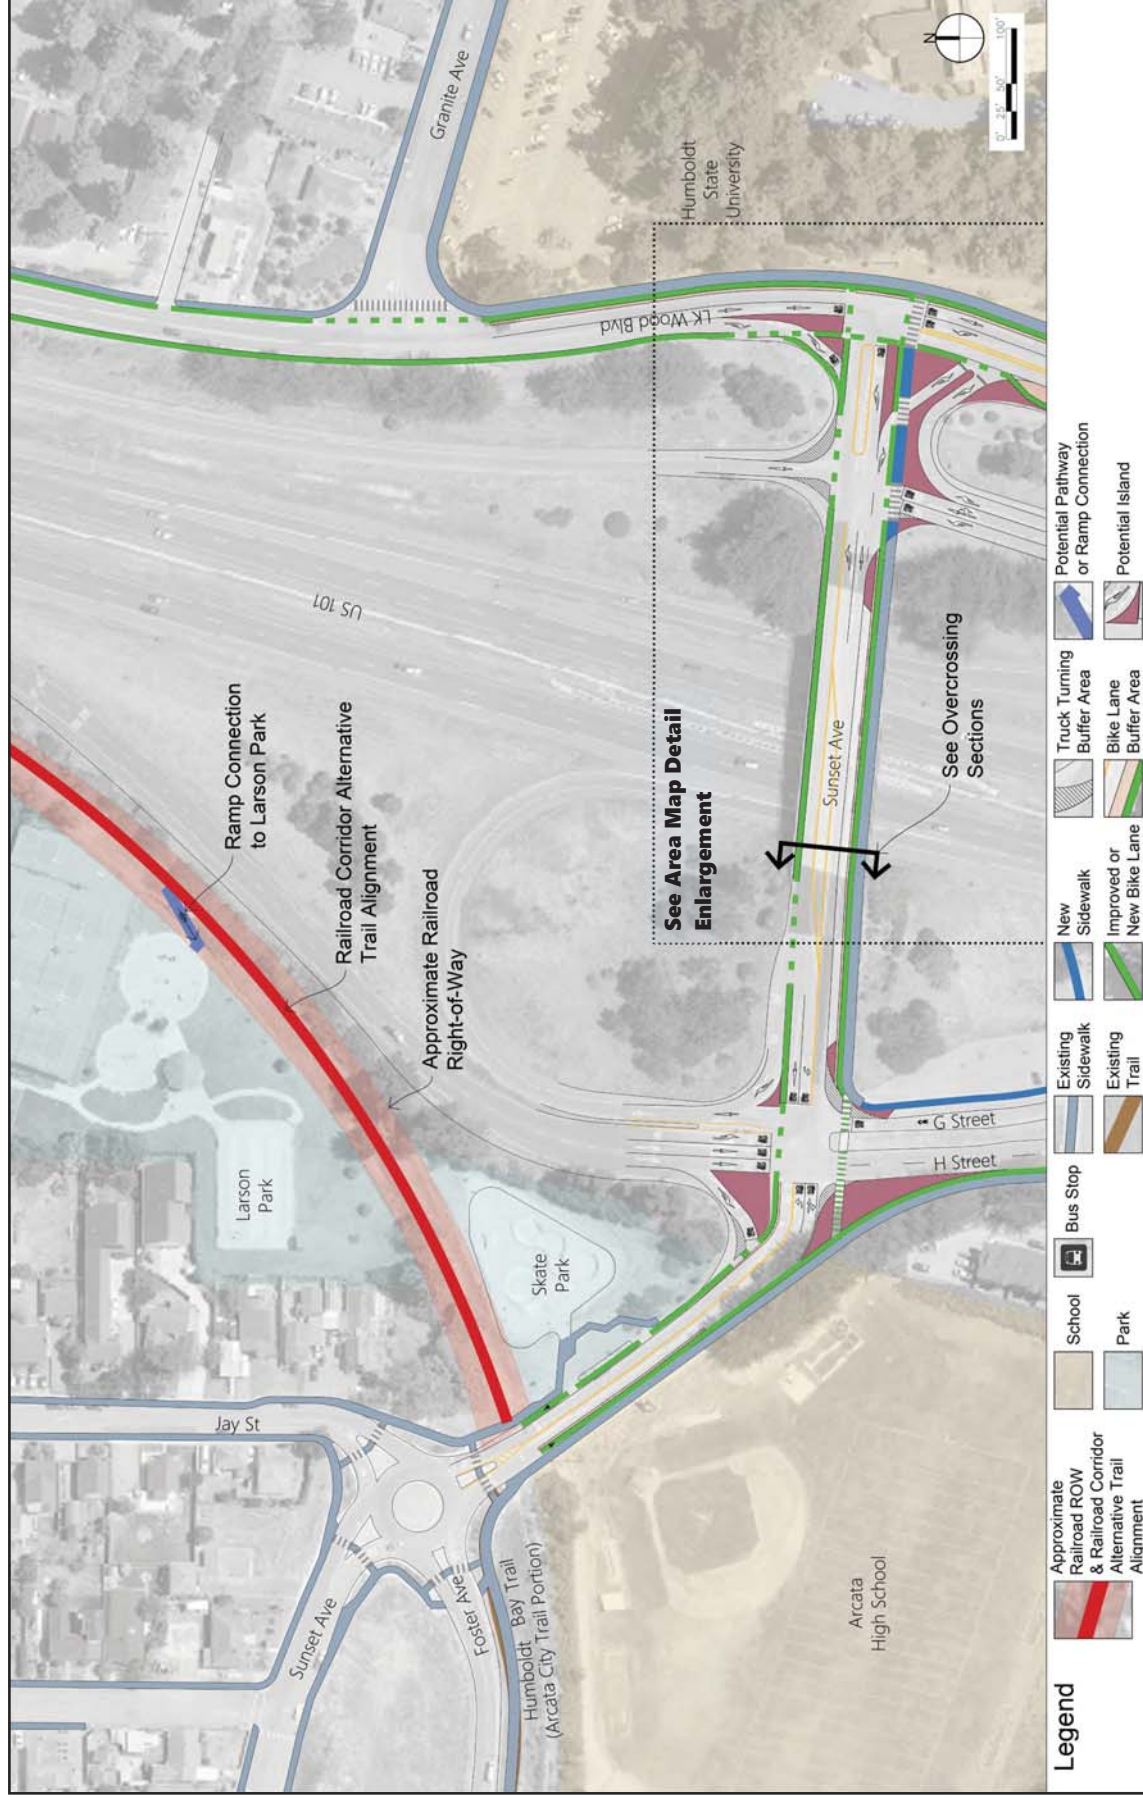 Granite Ave
N
100'
50'
25'
0'
Humboldt
State
University
LK Wood Blvd
US 101
Ramp Connection
to Larson Park
Railroad Corridor Alternative
Trail Alignment
Approximate Railroad
Right-of-Way
See Area Map Detail
Enlargement
Sunset Ave
See Overcrossing
Sections
G Street
H Street
Larson
Park
Skate
Park
Jay St
Sunset Ave
Foster Ave
Humboldt Bay Trail
(Arcata City Trail Portion)
Arcata
High School
Legend
Approximate
Railroad ROW
& Railroad Corridor
Alternative Trail
Alignment
School
Park
Bus Stop
Existing
Sidewalk
Existing
Trail
New
Sidewalk
Improved or
New Bike Lane
Truck Turning
Buffer Area
Bike Lane
Buffer Area
Potential Pathway
or Ramp Connection
Potential Island